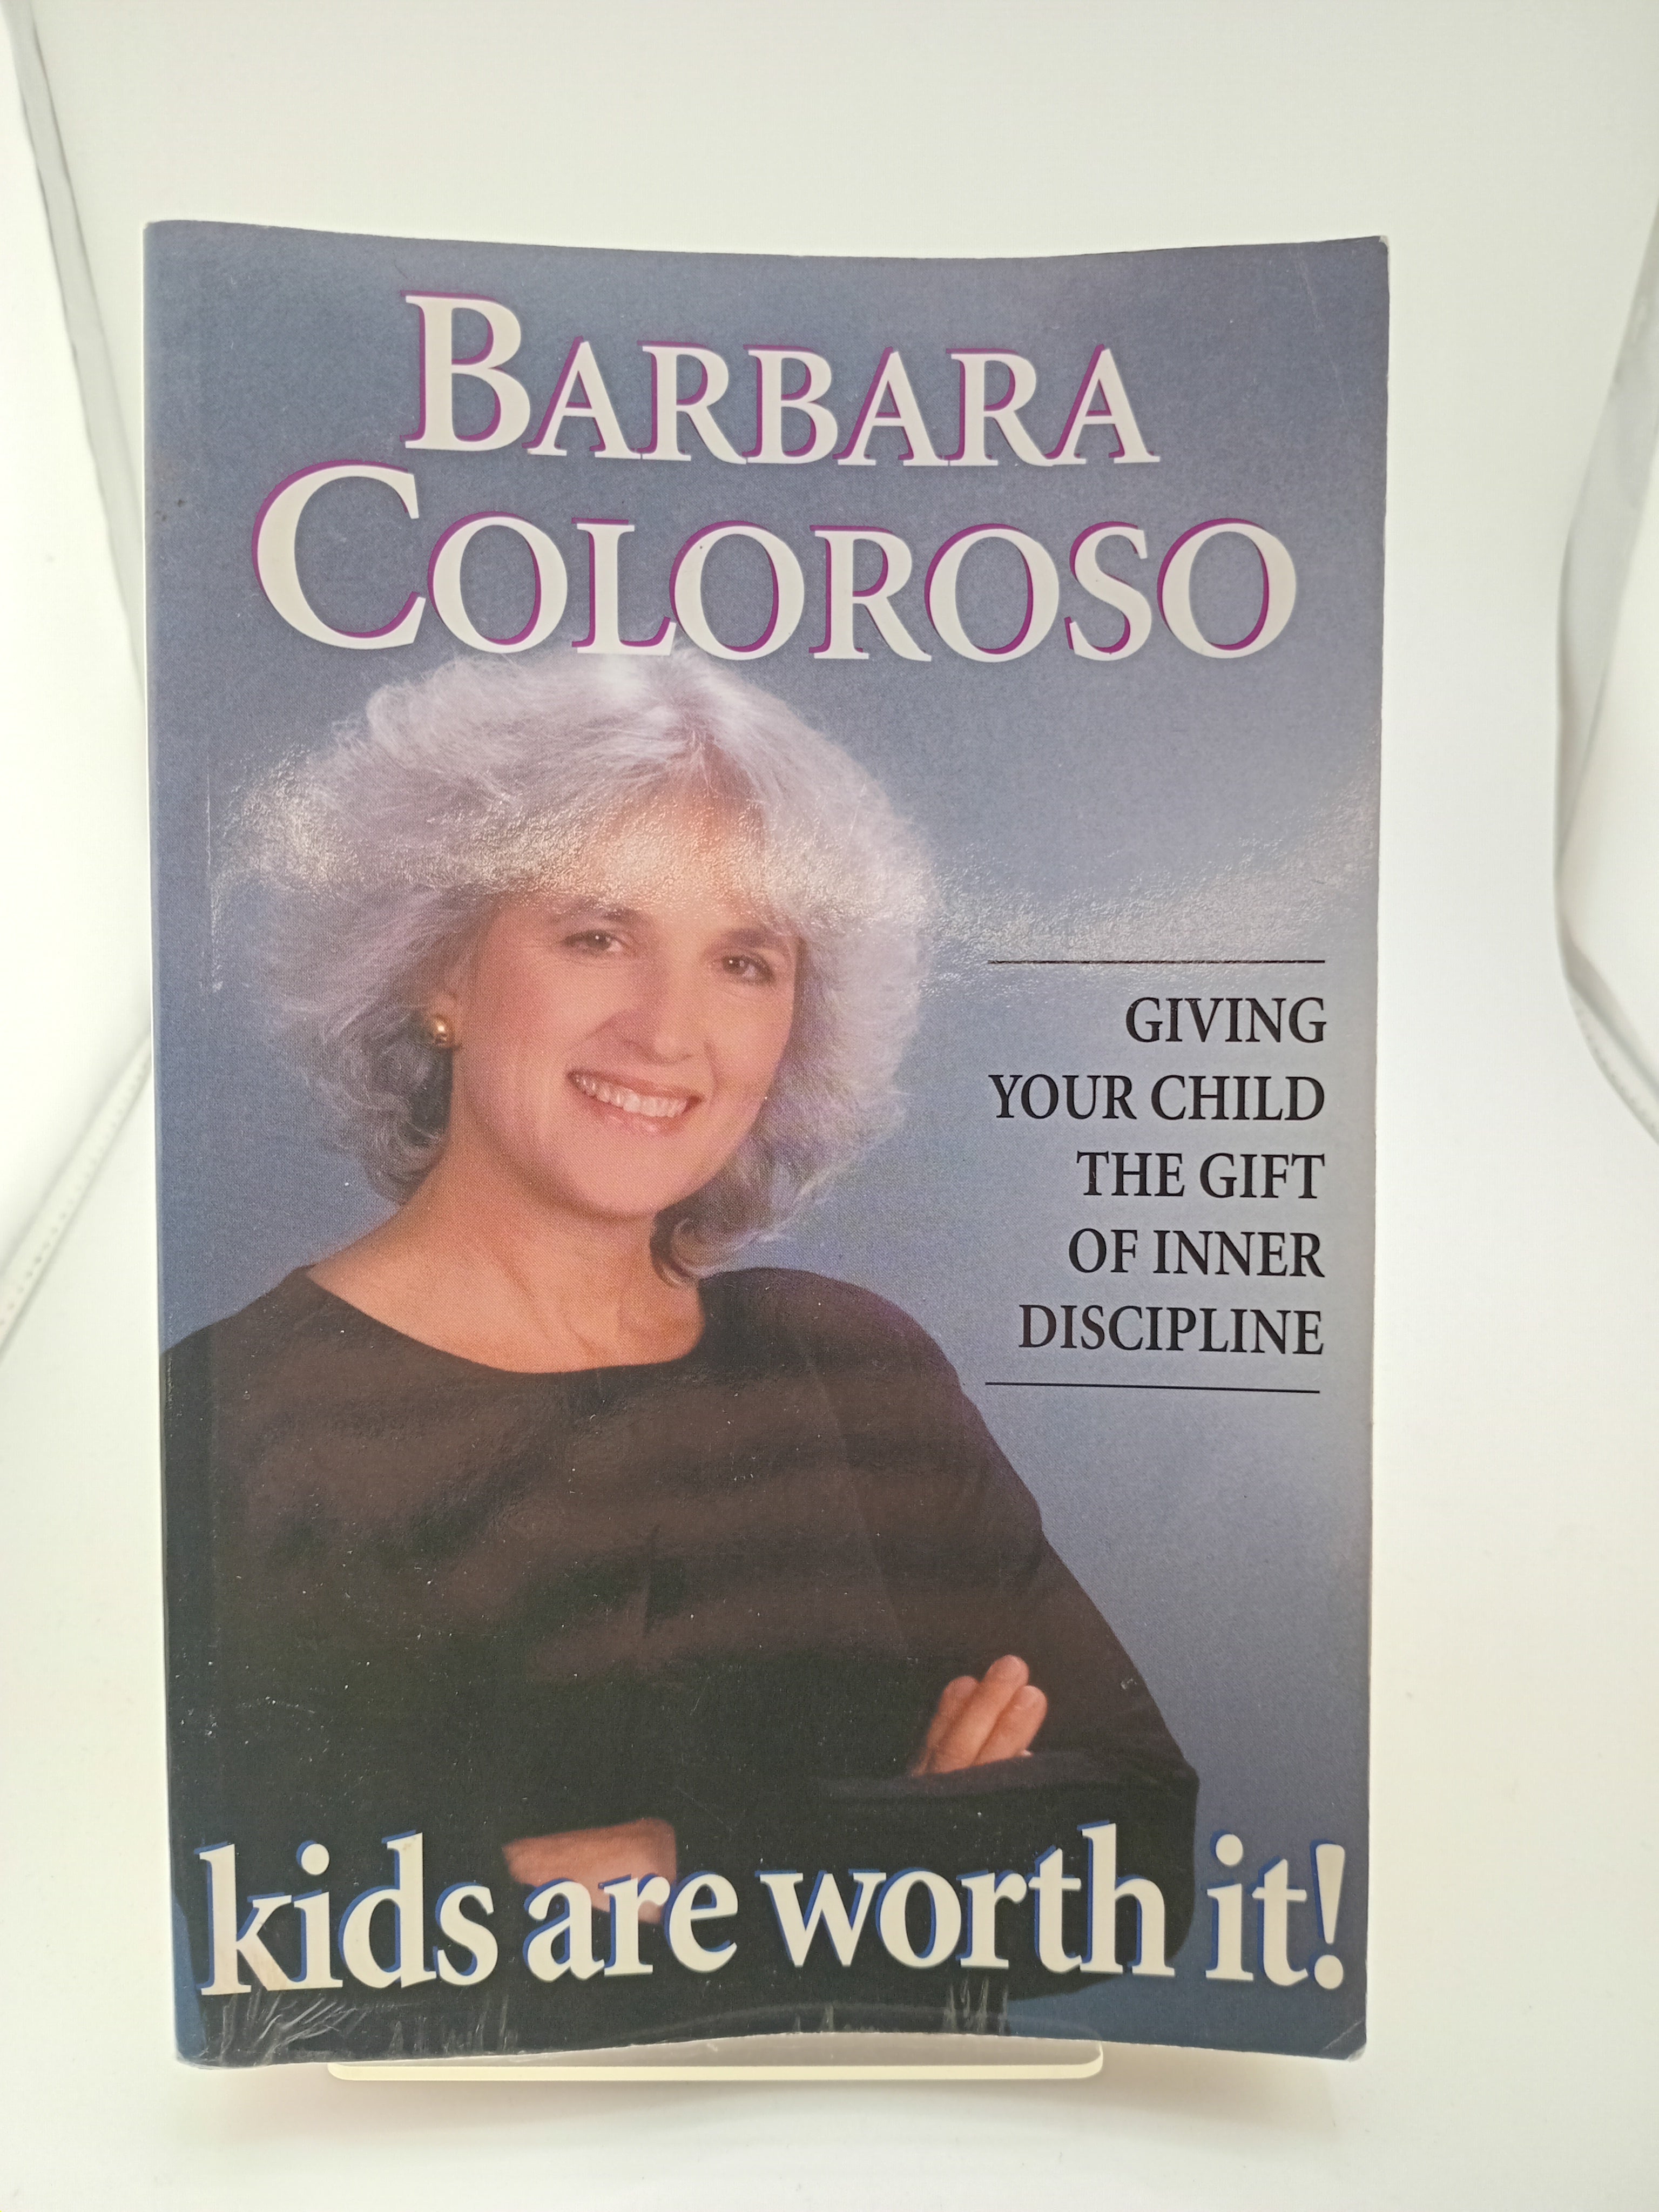 BARBARA
COLOROSO
GIVING
YOUR CHILD
THE GIFT
OF INNER
DISCIPLINE
kids are worth it!